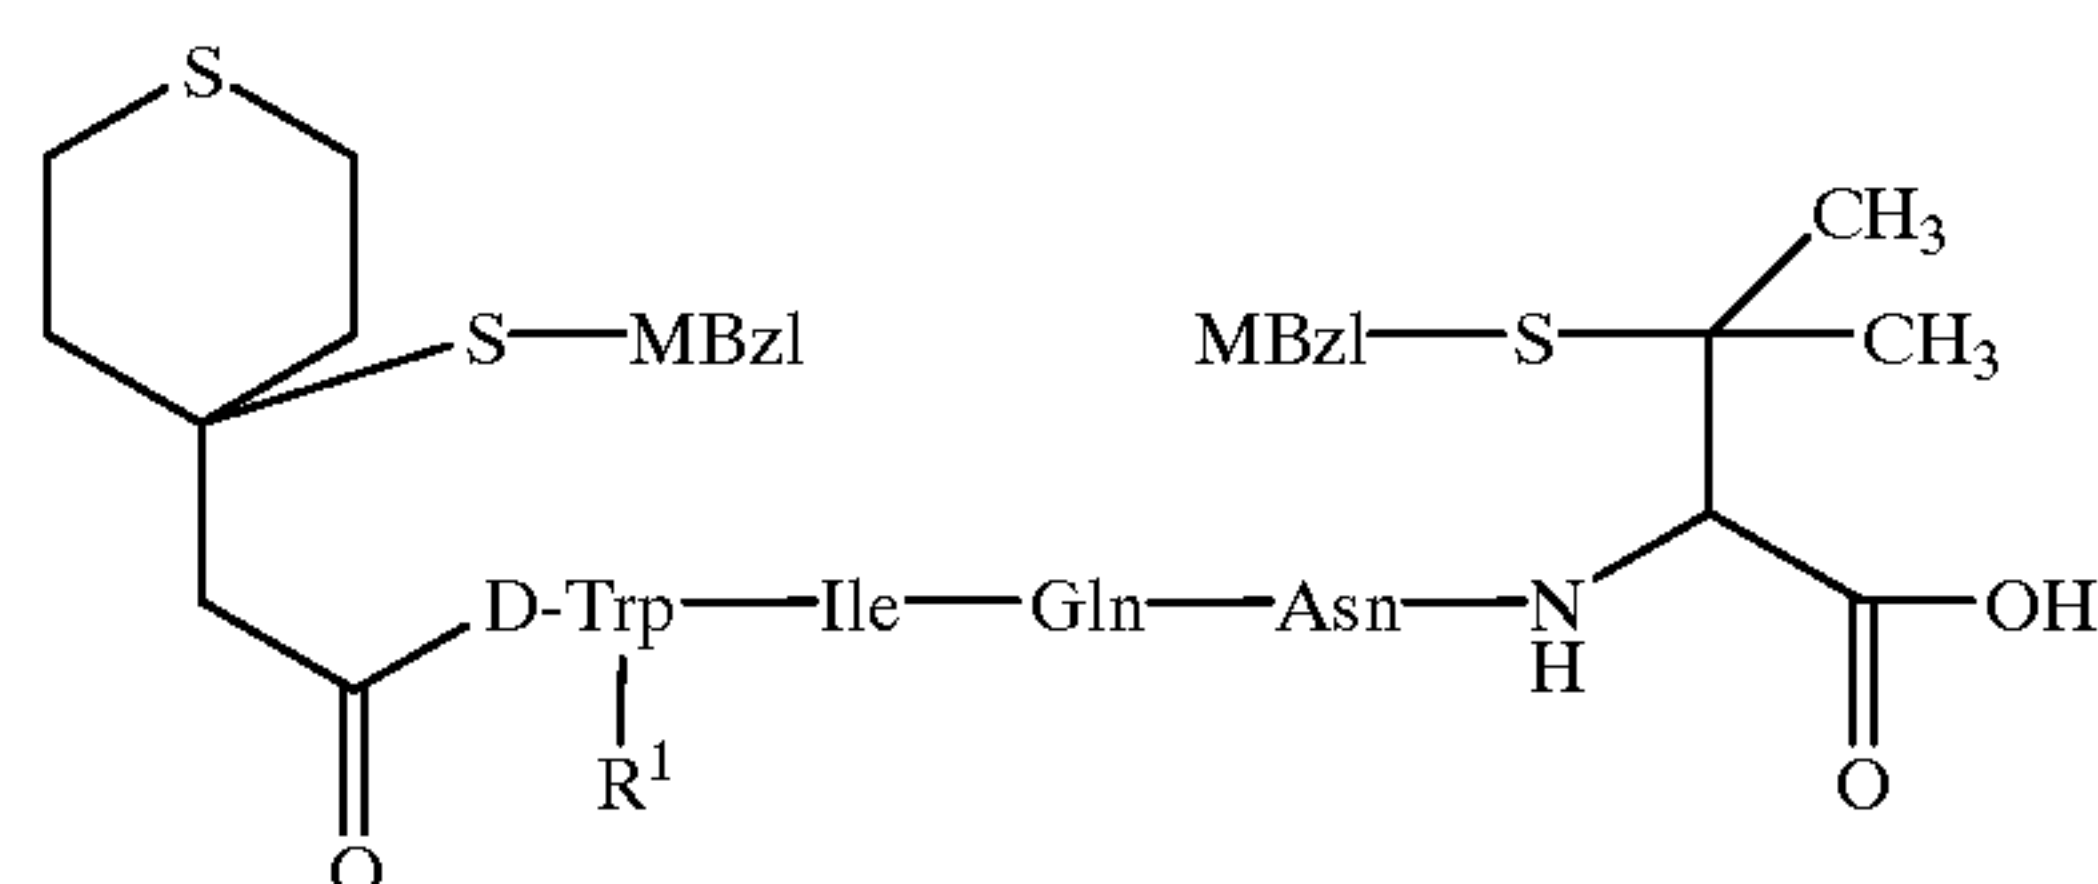 S
CH3
S MBzl MBzl S CH3
D-Trp Ile Gln Asn N OH
H
R1 O
O